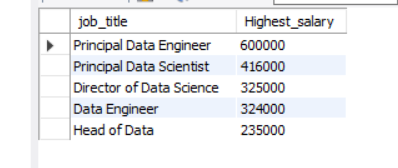 job_title Highest_salary
Principal Data Engineer 600000
Principal Data Scientist 416000
Director of Data Science 325000
Data Engineer 324000
Head of Data 235000